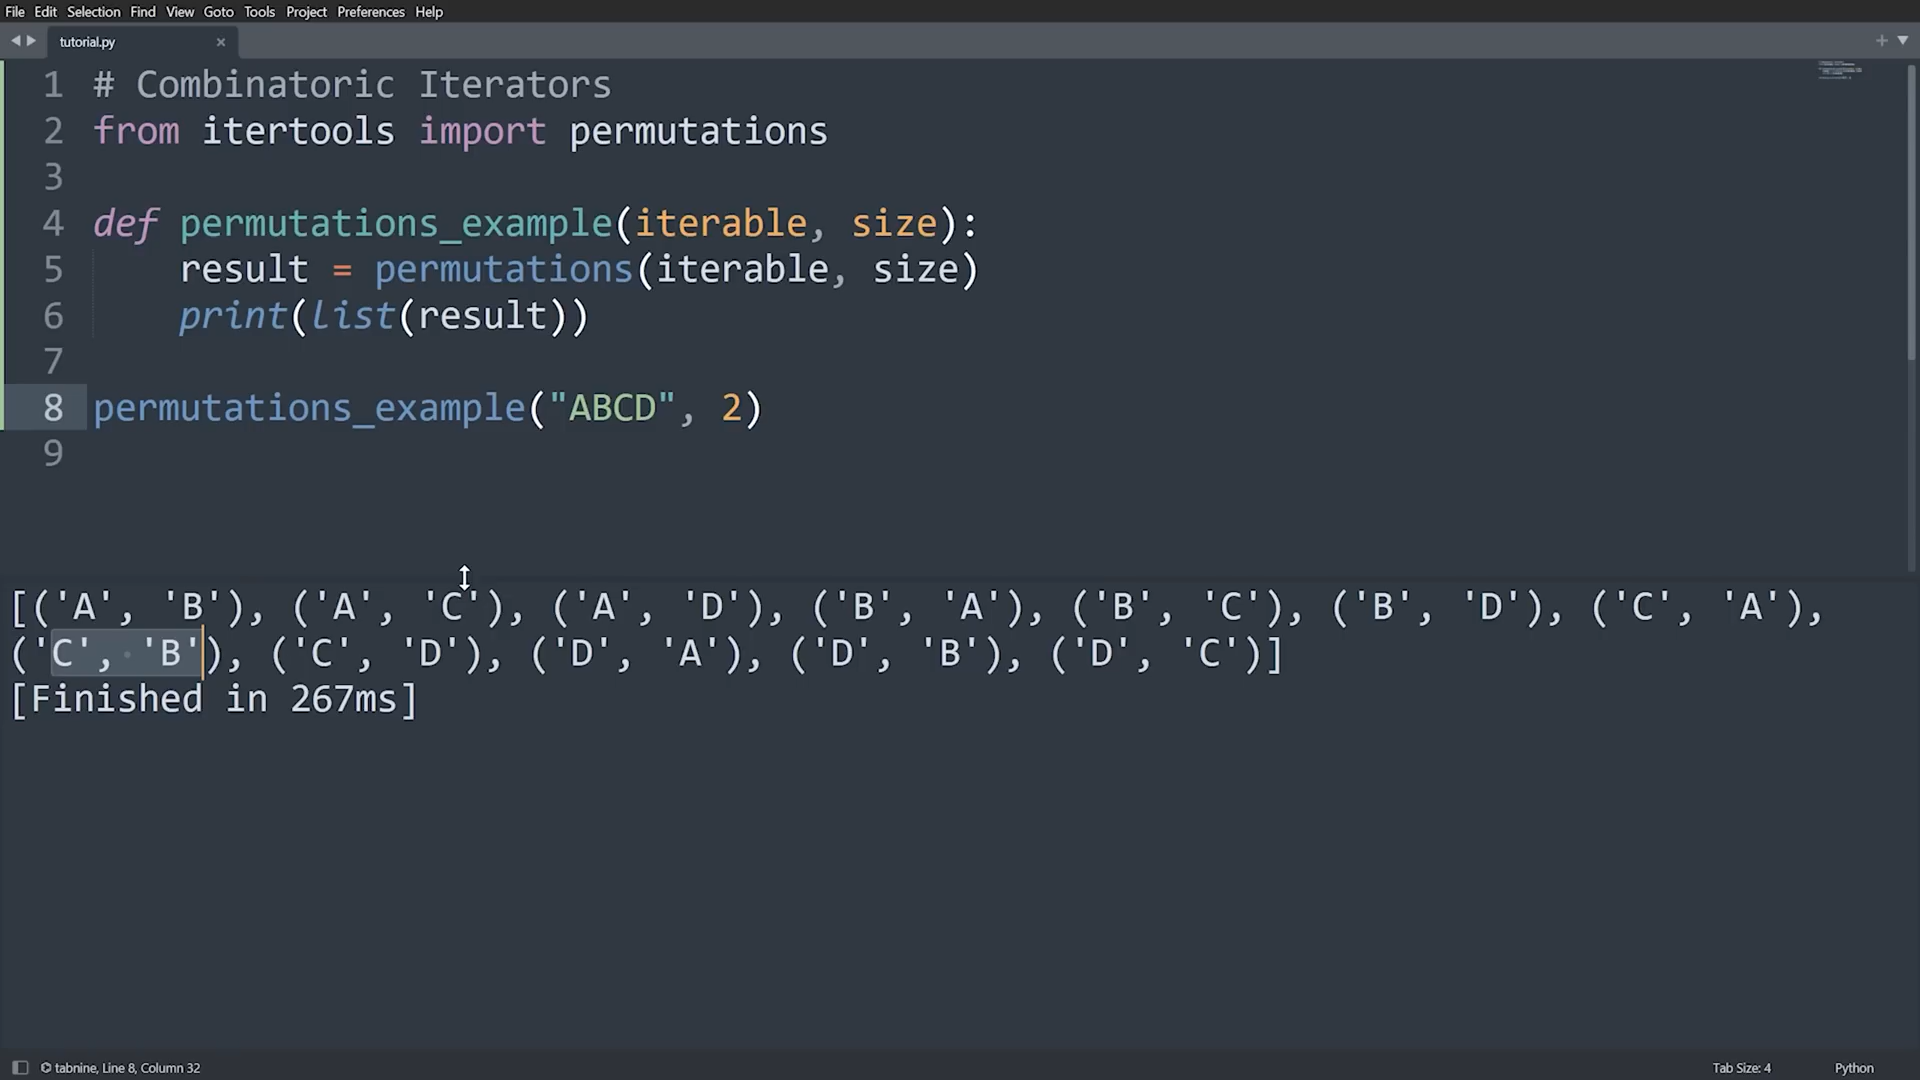 File Edit Selection Find View Goto Tools Project Preferences Help
tutorial.py
1 # Combinatoric Iterators
2 from itertools import permutations
3
4 def permutations_example(iterable, size):
5 result = permutations(iterable, size)
6 print(list(result))
7
8 permutations_example("ABCD", 2)
9
[('A', 'B'), ('A', 'C'), ('A', 'D'), ('B', 'A'), ('B', 'C'), ('B', 'D'), ('C', 'A'),
('C', 'B'), ('C', 'D'), ('D', 'A'), ('D', 'B'), ('D', 'C')]
[Finished in 267ms]
tabnine, Line 8, Column 32 Tab Size: 4 Python